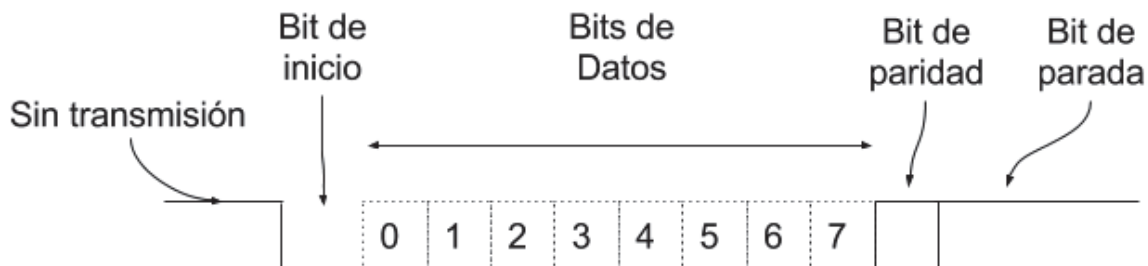 Bit de
inicio
Bits de
Datos
Bit de
paridad
Bit de
parada
Sin transmisión
0 1 2 3 4 5 6 7